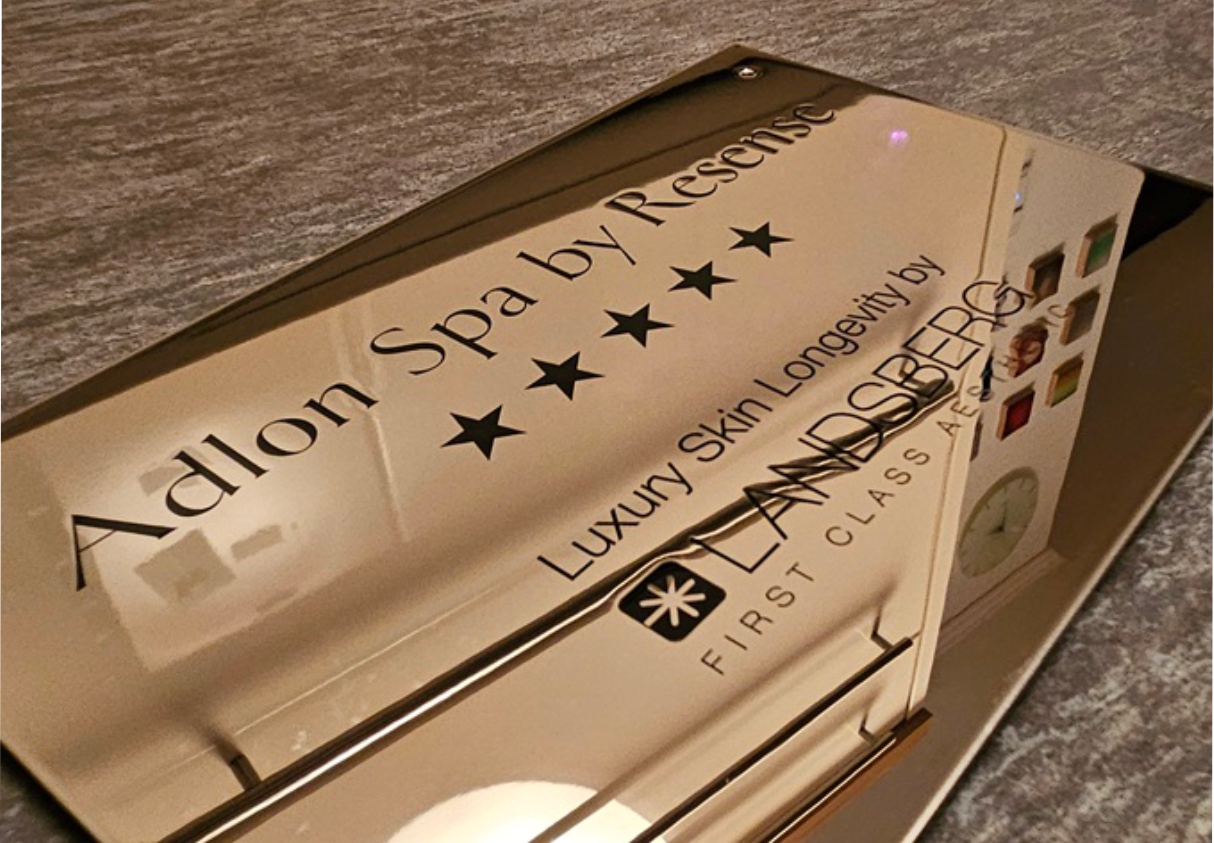 Adlon Spa by Resense
Luxury Skin Longevity by
LANDSBERG
FIRST CLASS AESTHETIC